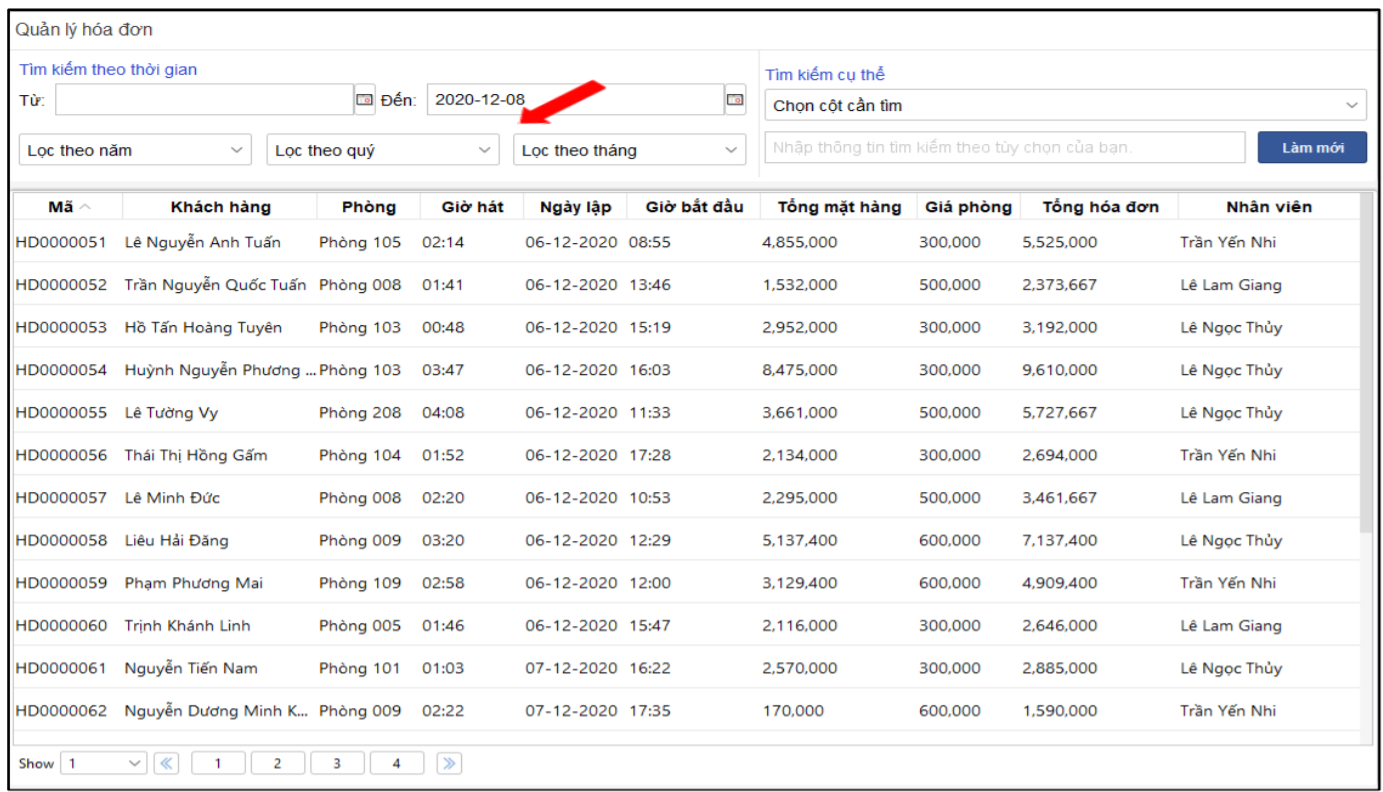 Quản lý hóa đơn
Tìm kiếm theo thời gian
Từ: Đến: 2020-12-08
Lọc theo năm Lọc theo quý Lọc theo tháng
Tìm kiếm cụ thể
Chọn cột cần tìm
Nhập thông tin tìm kiếm theo tùy chọn của bạn. Làm mới
Mã Khách hàng Phòng Giờ hát Ngày lập Giờ bắt đầu Tổng mặt hàng Giá phòng Tổng hóa đơn Nhân viên
HD0000051 Lê Nguyễn Anh Tuấn Phòng 105 02:14 06-12-2020 08:55 4,855,000 300,000 5,525,000 Trần Yến Nhi
HD0000052 Trần Nguyễn Quốc Tuấn Phòng 008 01:41 06-12-2020 13:46 1,532,000 500,000 2,373,667 Lê Lam Giang
HD0000053 Hồ Tấn Hoàng Tuyên Phòng 103 00:48 06-12-2020 15:19 2,952,000 300,000 3,192,000 Lê Ngọc Thủy
HD0000054 Huỳnh Nguyễn Phương ... Phòng 103 03:47 06-12-2020 16:03 8,475,000 300,000 9,610,000 Lê Ngọc Thủy
HD0000055 Lê Tường Vy Phòng 208 04:08 06-12-2020 11:33 3,661,000 500,000 5,727,667 Lê Ngọc Thủy
HD0000056 Thái Thị Hồng Gấm Phòng 104 01:52 06-12-2020 17:28 2,134,000 300,000 2,694,000 Trần Yến Nhi
HD0000057 Lê Minh Đức Phòng 008 02:20 06-12-2020 10:53 2,295,000 500,000 3,461,667 Lê Lam Giang
HD0000058 Liêu Hải Đăng Phòng 009 03:20 06-12-2020 12:29 5,137,400 600,000 7,137,400 Lê Ngọc Thủy
HD0000059 Phạm Phương Mai Phòng 109 02:58 06-12-2020 12:00 3,129,400 600,000 4,909,400 Trần Yến Nhi
HD0000060 Trịnh Khánh Linh Phòng 005 01:46 06-12-2020 15:47 2,116,000 300,000 2,646,000 Lê Lam Giang
HD0000061 Nguyễn Tiến Nam Phòng 101 01:03 07-12-2020 16:22 2,570,000 300,000 2,885,000 Lê Ngọc Thủy
HD0000062 Nguyễn Dương Minh K... Phòng 009 02:22 07-12-2020 17:35 170,000 600,000 1,590,000 Trần Yến Nhi
Show 1 1 2 3 4